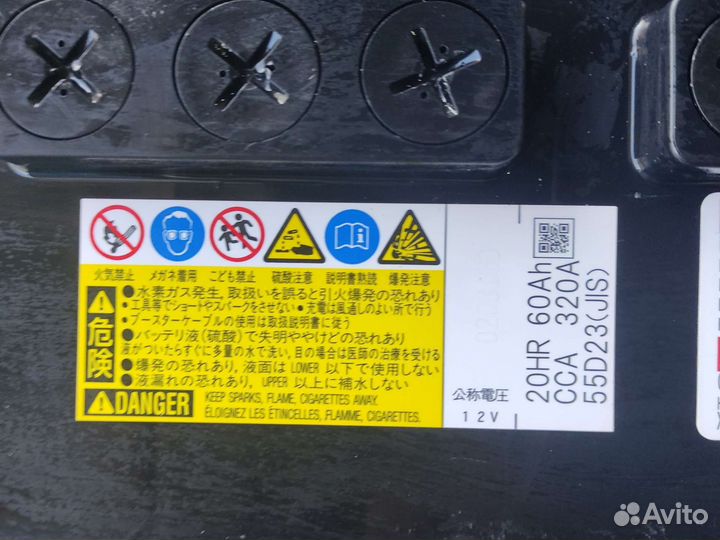 火気禁止 メガネ着用 こども禁止 硫酸注意 説明書熟読 爆発注意
危険
●水素ガス発生、取扱いを誤ると引火爆発の恐れあり
●工具等でショートやスパークをさせない ●充電は風通しのよい所で行う
●ブースターケーブルの使用は取扱説明書に従う
●バッテリ液(硫酸)で失明ややけどの恐れあり
液がついたらすぐに多量の水で洗い、目の場合は医師の治療を受ける
●爆発の恐れあり、液面は LOWER 以下で使用しない
●液漏れの恐れあり、UPPER 以上に補水しない
DANGER
KEEP SPARKS, FLAME, CIGARETTES AWAY.
ÉLOIGNEZ LES ÉTINCELLES, FLAMME, CIGARETTES.
公称電圧
12V
20HR 60Ah
CCA 320A
55D23(JIS)
Avito